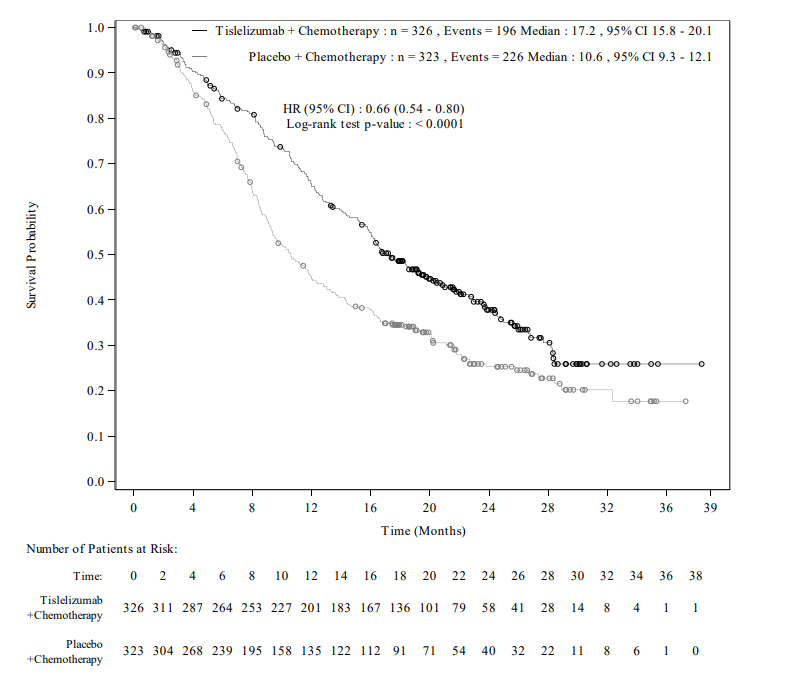 Tislelizumab + Chemotherapy : n = 326 , Events = 196 Median : 17.2 , 95% CI 15.8 - 20.1
Placebo + Chemotherapy : n = 323 , Events = 226 Median : 10.6 , 95% CI 9.3 - 12.1
HR (95% CI) : 0.66 (0.54 - 0.80)
Log-rank test p-value : < 0.0001
Survival Probability
1.0
0.9
0.8
0.7
0.6
0.5
0.4
0.3
0.2
0.1
0.0
0 4 8 12 16 20 24 28 32 36 39
Time (Months)
Number of Patients at Risk:
Time: 0 2 4 6 8 10 12 14 16 18 20 22 24 26 28 30 32 34 36 38
Tislelizumab
+Chemotherapy 326 311 287 264 253 227 201 183 167 136 101 79 58 41 28 14 8 4 1 1
Placebo
+Chemotherapy 323 304 268 239 195 158 135 122 112 91 71 54 40 32 22 11 8 6 1 0